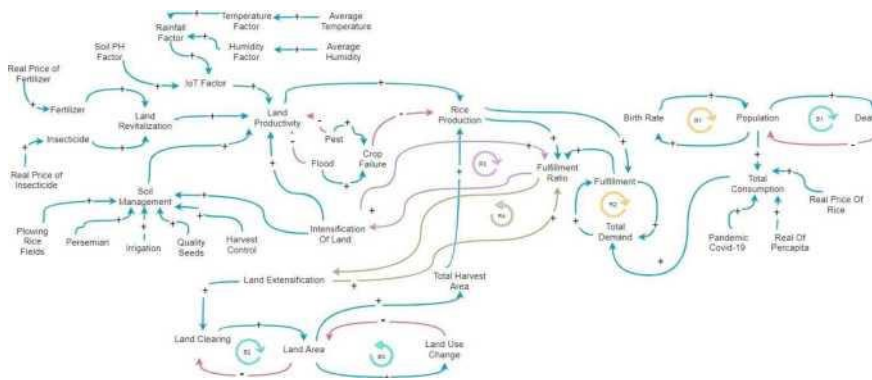 Temperature
Factor
Average
Temperature
Rainfall
Factor
Humidity
Factor
Average
Humidity
Soil PH
Factor
IoT Factor
Real Price of
Fertilizer
Fertilizer
Land
Revitalization
Insecticide
Real Price of
Insecticide
Land
Productivity
Pest
Crop
Failure
Flood
Rice
Production
Soil
Management
Plowing
Rice
Fields
Persemian
Irrigation
Quality
Seeds
Harvest
Control
Intensification
Of Land
Fulfillment
Ratio
Fulfillment
Total
Demand
Birth Rate
Population
Deat
Total
Consumption
Real Price Of
Rice
Pandemic
Covid-19
Real Of
Percapita
Land Extensification
Total Harvest
Area
Land Clearing
Land Area
Land Use
Change